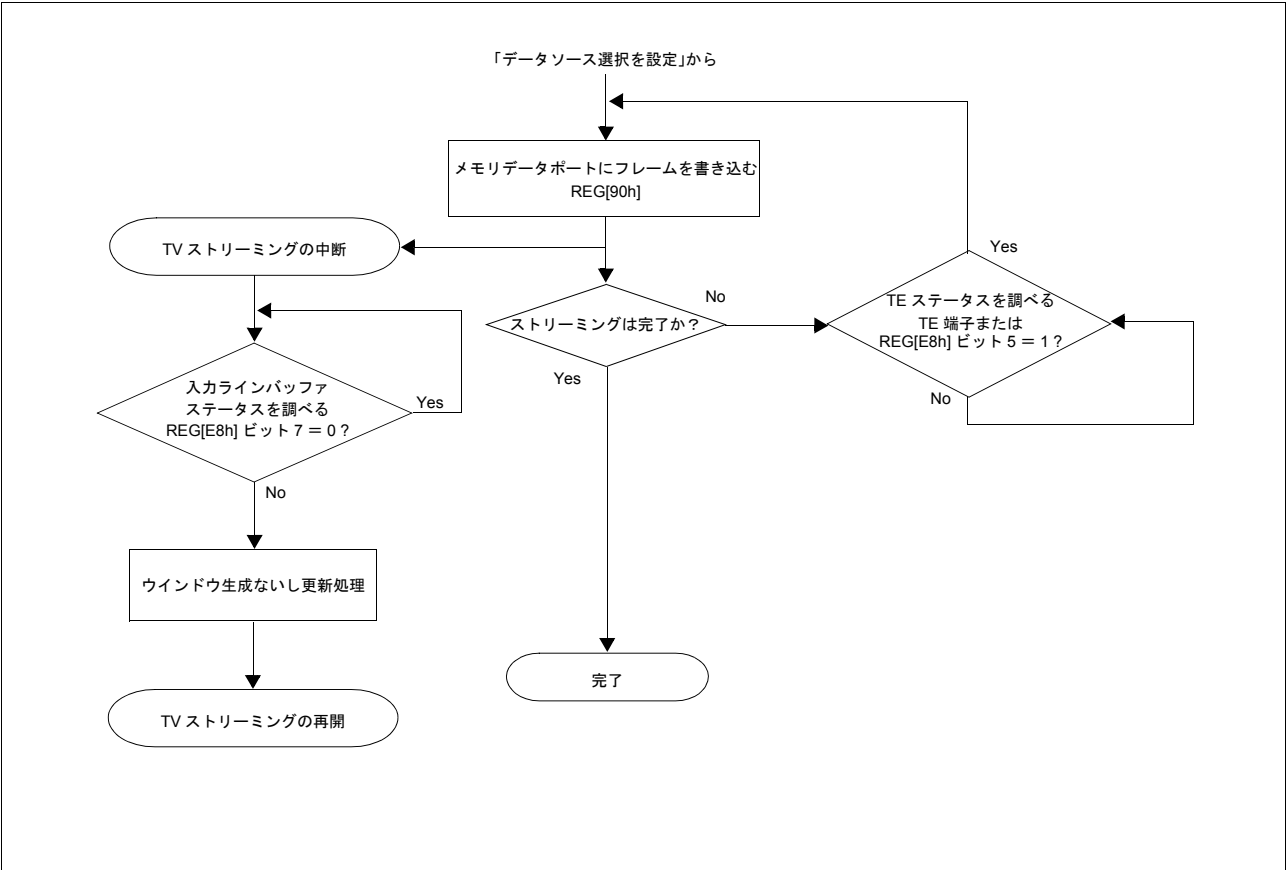 「データソース選択を設定」から
メモリデータポートにフレームを書き込む
REG[90h]
TV ストリーミングの中断
ストリーミングは完了か？
No
Yes
Yes
TE ステータスを調べる
TE 端子または
REG[E8h] ビット 5 ＝ 1？
No
入力ラインバッファ
ステータスを調べる
REG[E8h] ビット 7 ＝ 0？
Yes
No
ウインドウ生成ないし更新処理
TV ストリーミングの再開
完了